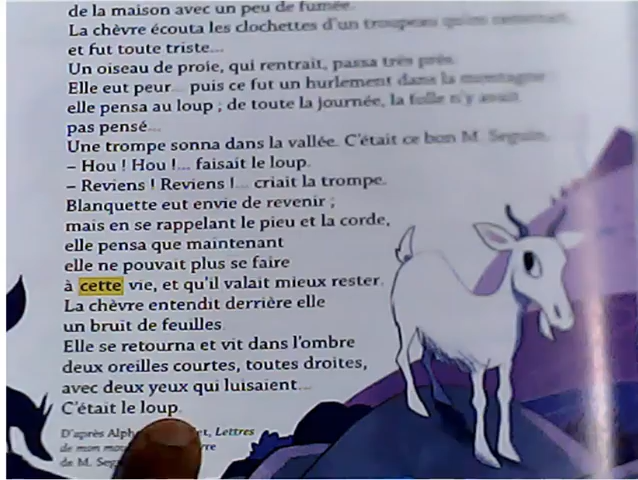 de la maison avec un peu de fumée.
La chèvre écouta les clochettes d'un troupeau qu'on
et fut toute triste...
Un oiseau de proie, qui rentrait, passa très près.
Elle eut peur... puis ce fut un hurlement dans la montagne
elle pensa au loup ; de toute la journée, la folle n'y avait
pas pensé...
Une trompe sonna dans la vallée. C'était ce bon M. Seguin.
– Hou ! Hou !... faisait le loup.
– Reviens ! Reviens !... criait la trompe.
Blanquette eut envie de revenir ;
mais en se rappelant le pieu et la corde,
elle pensa que maintenant
elle ne pouvait plus se faire
à cette vie, et qu'il valait mieux rester.
La chèvre entendit derrière elle
un bruit de feuilles.
Elle se retourna et vit dans l'ombre
deux oreilles courtes, toutes droites,
avec deux yeux qui luisaient...
C'était le loup.
D'après Alph t, Lettres
de mon
de M.